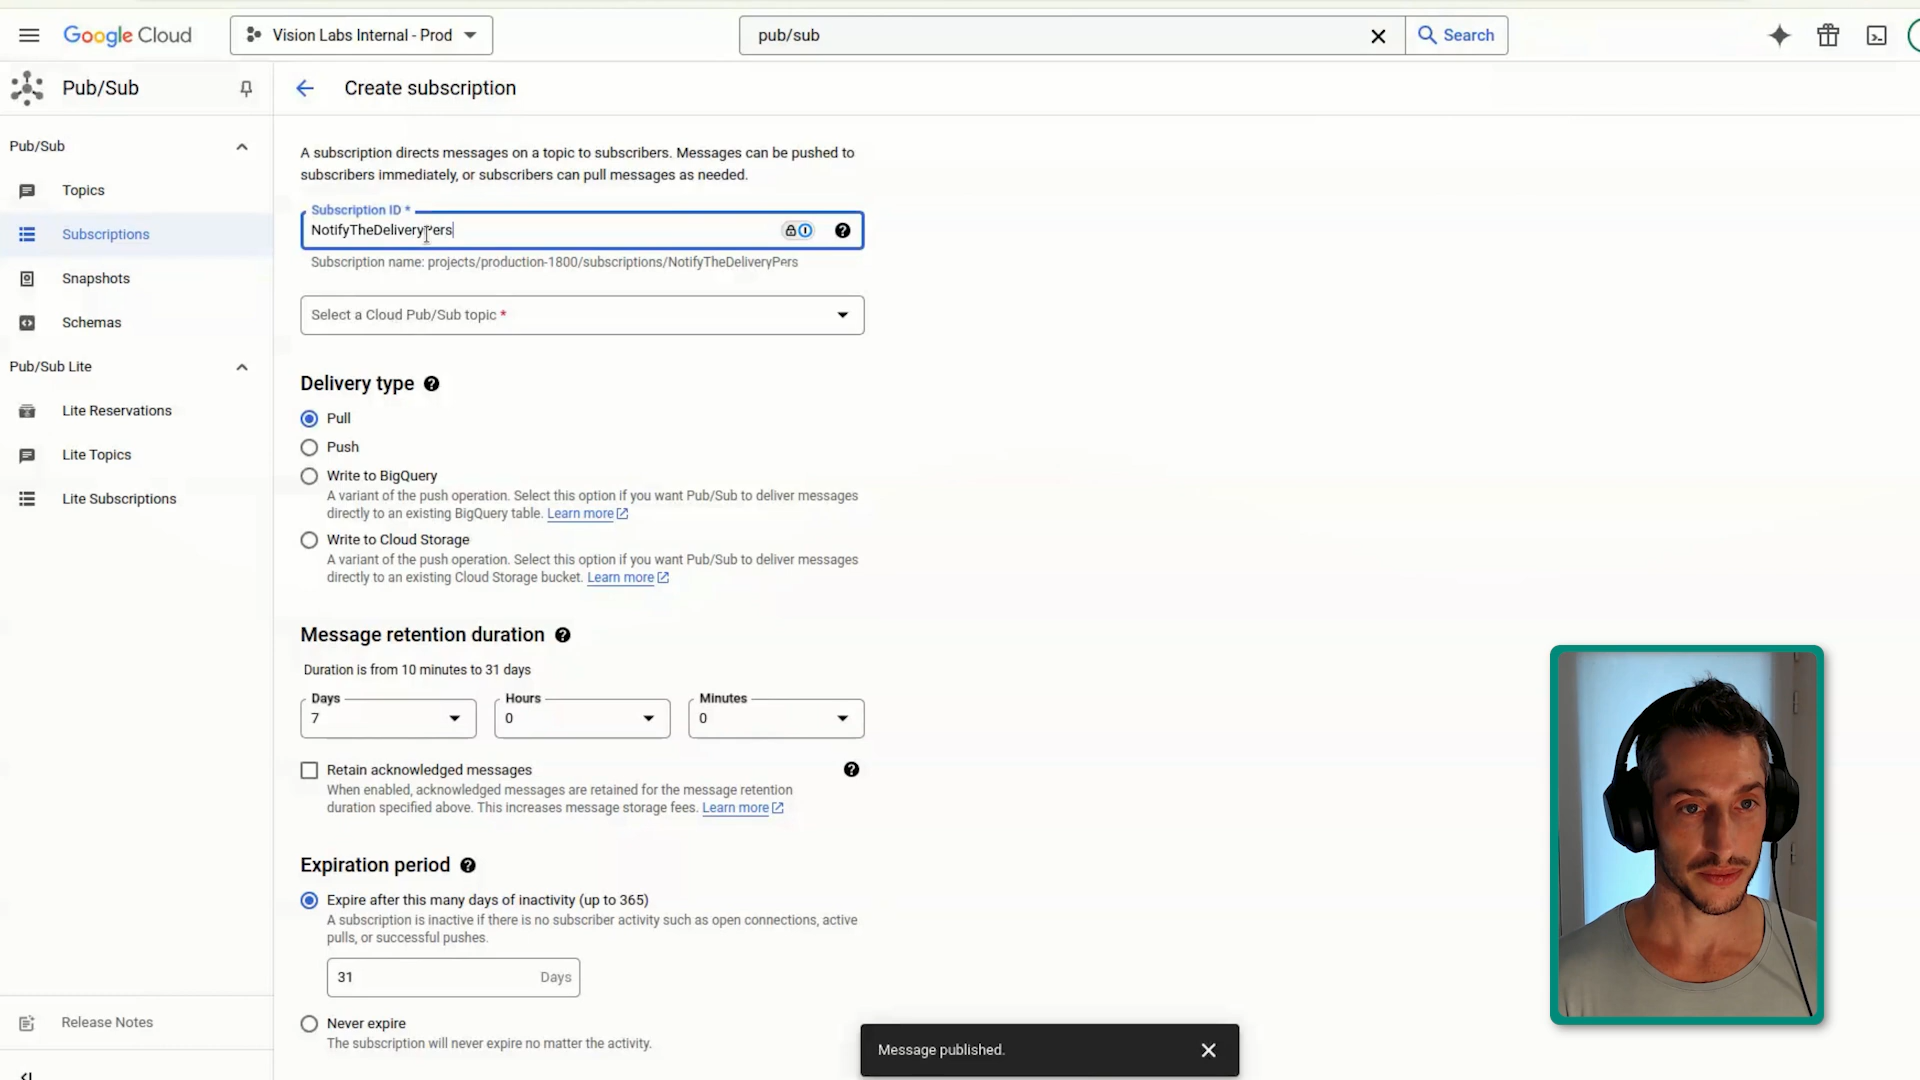 Google Cloud
Vision Labs Internal - Prod
pub/sub
Search
Pub/Sub
Create subscription
Pub/Sub
Topics
Subscriptions
Snapshots
Schemas
Pub/Sub Lite
Lite Reservations
Lite Topics
Lite Subscriptions
Release Notes
A subscription directs messages on a topic to subscribers. Messages can be pushed to
subscribers immediately, or subscribers can pull messages as needed.
Subscription ID *
NotifyTheDeliveryPers
Subscription name: projects/production-1800/subscriptions/NotifyTheDeliveryPers
Select a Cloud Pub/Sub topic *
Delivery type
Pull
Push
Write to BigQuery
A variant of the push operation. Select this option if you want Pub/Sub to deliver messages
directly to an existing BigQuery table. Learn more
Write to Cloud Storage
A variant of the push operation. Select this option if you want Pub/Sub to deliver messages
directly to an existing Cloud Storage bucket. Learn more
Message retention duration
Duration is from 10 minutes to 31 days
Days
7
Hours
0
Minutes
0
Retain acknowledged messages
When enabled, acknowledged messages are retained for the message retention
duration specified above. This increases message storage fees. Learn more
Expiration period
Expire after this many days of inactivity (up to 365)
A subscription is inactive if there is no subscriber activity such as open connections, active
pulls, or successful pushes.
31 Days
Never expire
The subscription will never expire no matter the activity.
Message published.